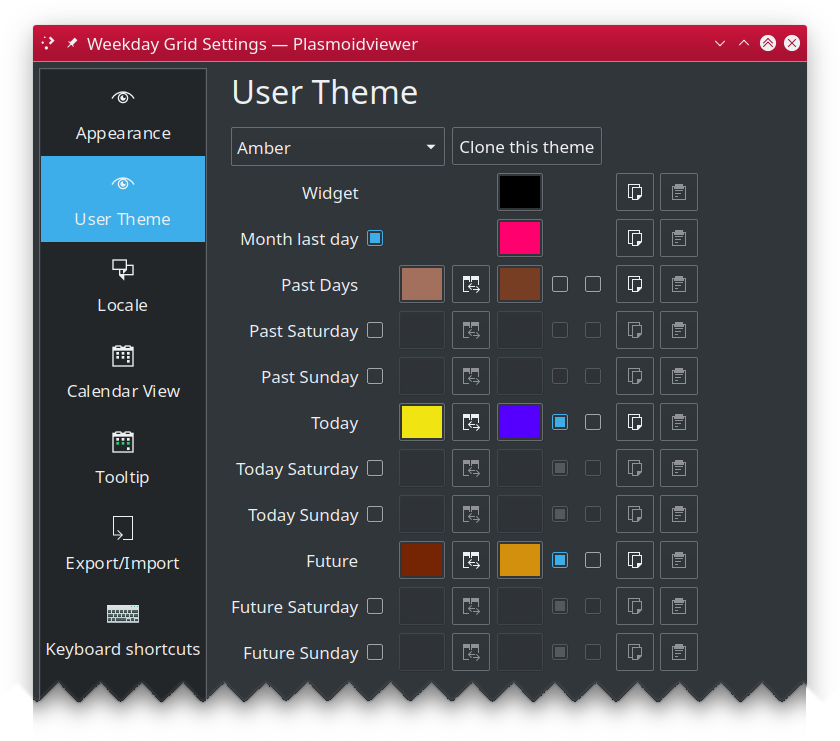 Weekday Grid Settings — Plasmoidviewer
Appearance
User Theme
Locale
Calendar View
Tooltip
Export/Import
Keyboard shortcuts
User Theme
Amber
Clone this theme
Widget
Month last day
Past Days
Past Saturday
Past Sunday
Today
Today Saturday
Today Sunday
Future
Future Saturday
Future Sunday